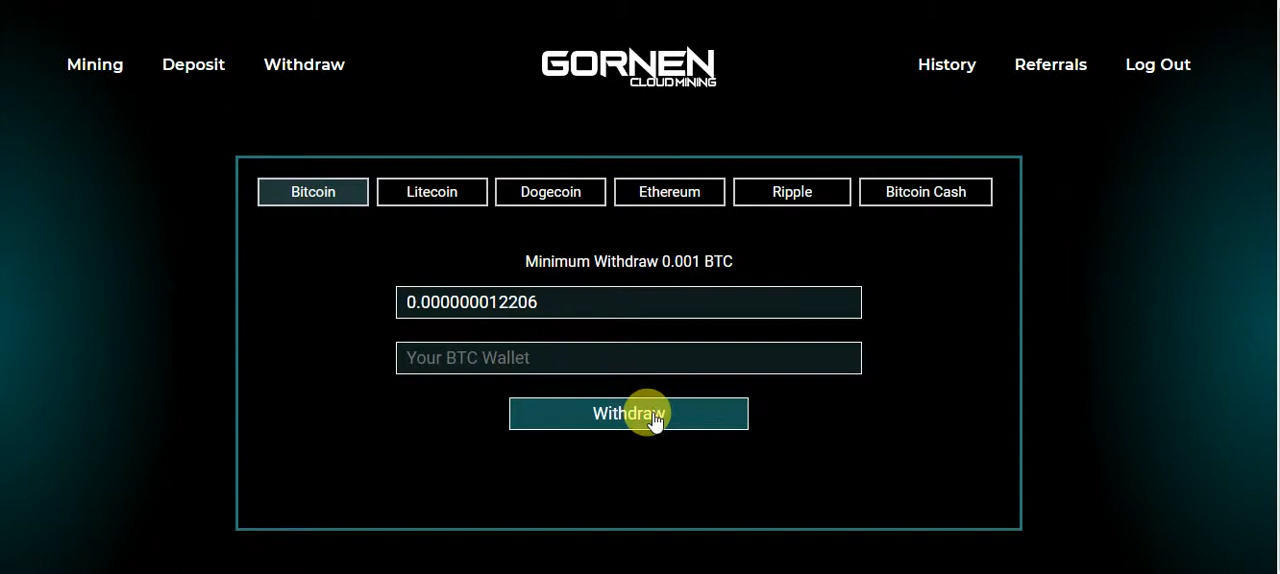 Mining Deposit Withdraw GORNEN History Referrals Log Out
CLOUD MINING
Bitcoin Litecoin Dogecoin Ethereum Ripple Bitcoin Cash
Minimum Withdraw 0.001 BTC
0.000000012206
Your BTC Wallet
Withdraw